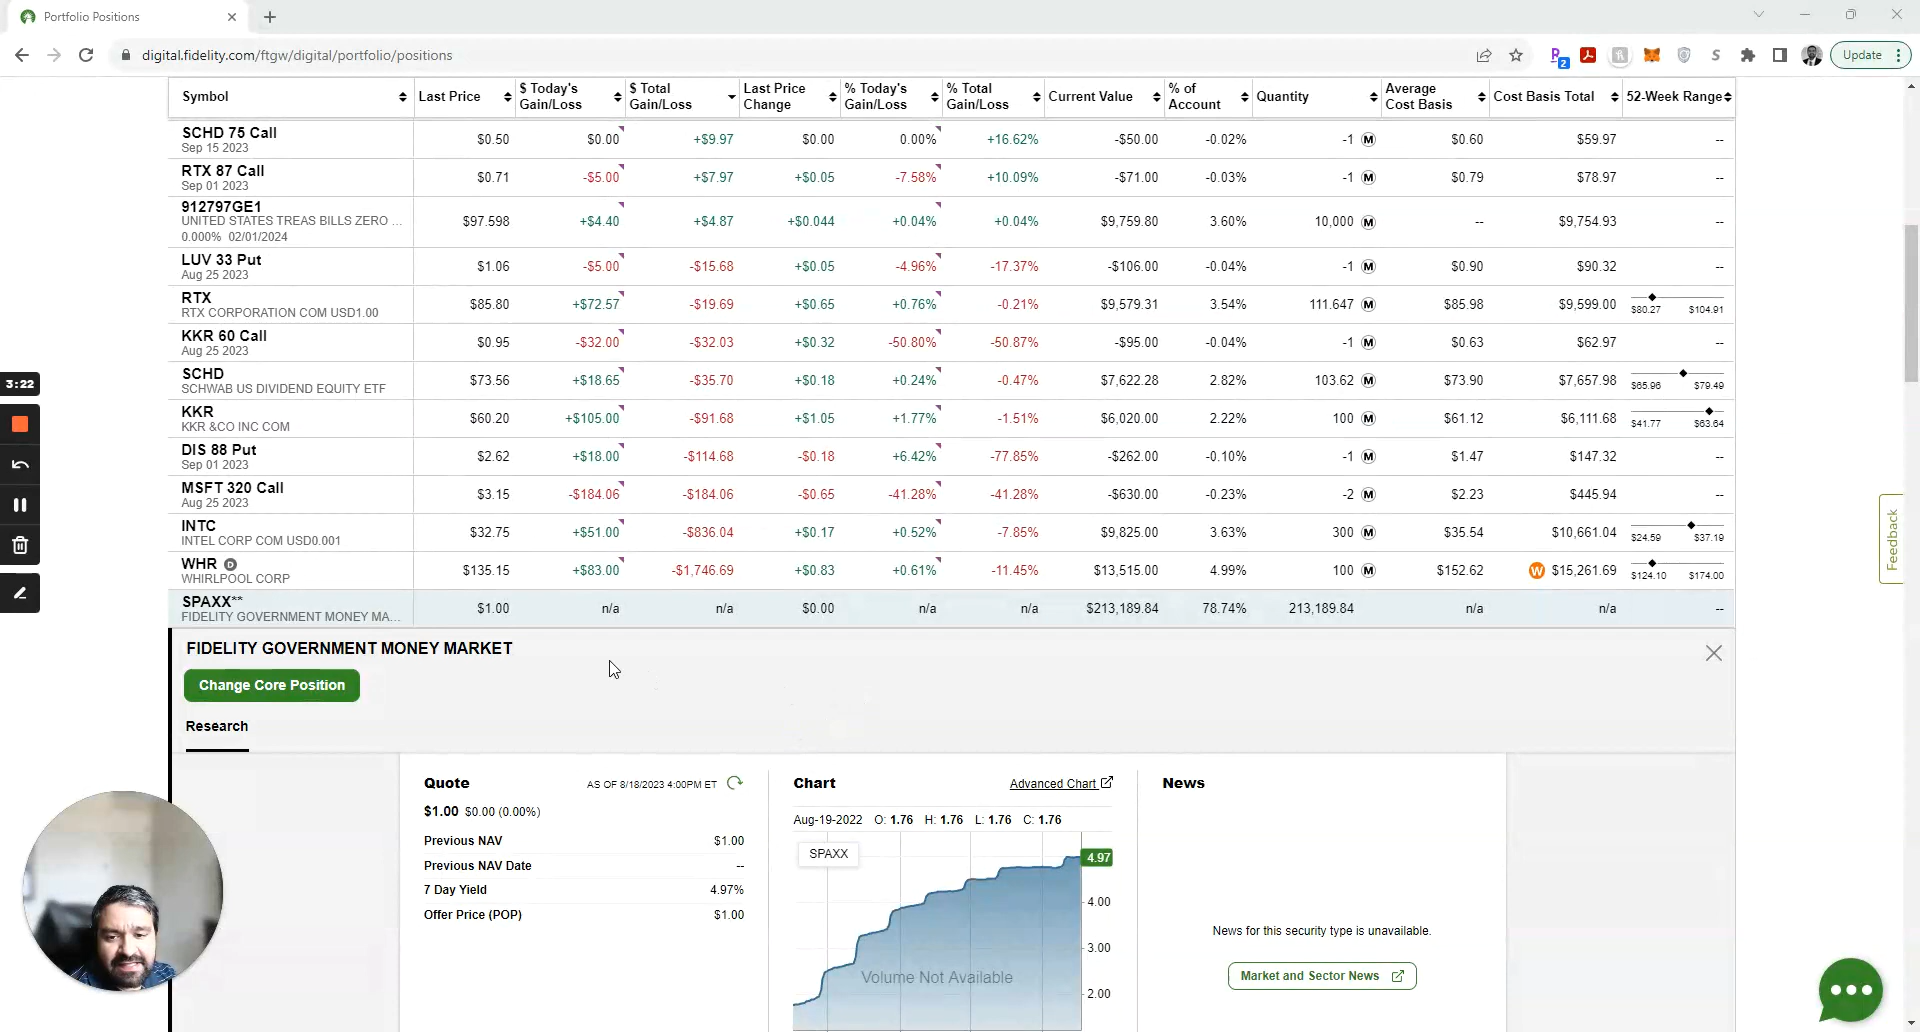 Portfolio Positions
digital.fidelity.com/ftgw/digital/portfolio/positions
2
Update
Symbol Last Price $ Today's Gain/Loss $ Total Gain/Loss Last Price Change % Today's Gain/Loss % Total Gain/Loss Current Value % of Account Quantity Average Cost Basis Cost Basis Total 52-Week Range
SCHD 75 Call $0.50 $0.00 +$9.97 $0.00 0.00% +16.62% -$50.00 -0.02% -1 M $0.60 $59.97 --
Sep 15 2023
RTX 87 Call $0.71 -$5.00 +$7.97 +$0.05 -7.58% +10.09% -$71.00 -0.03% -1 M $0.79 $78.97 --
Sep 01 2023
912797GE1
UNITED STATES TREAS BILLS ZERO ... $97.598 +$4.40 +$4.87 +$0.044 +0.04% +0.04% $9,759.80 3.60% 10,000 M -- $9,754.93 --
0.000% 02/01/2024
LUV 33 Put $1.06 -$5.00 -$15.68 +$0.05 -4.96% -17.37% -$106.00 -0.04% -1 M $0.90 $90.32 --
Aug 25 2023
RTX $85.80 +$72.57 -$19.69 +$0.65 +0.76% -0.21% $9,579.31 3.54% 111.647 M $85.98 $9,599.00
RTX CORPORATION COM USD1.00 $80.27 $104.91
KKR 60 Call $0.95 -$32.00 -$32.03 +$0.32 -50.80% -50.87% -$95.00 -0.04% -1 M $0.63 $62.97 --
Aug 25 2023
3:22
SCHD $73.56 +$18.65 -$35.70 +$0.18 +0.24% -0.47% $7,622.28 2.82% 103.62 M $73.90 $7,657.98
SCHWAB US DIVIDEND EQUITY ETF $65.96 $79.49
KKR $60.20 +$105.00 -$91.68 +$1.05 +1.77% -1.51% $6,020.00 2.22% 100 M $61.12 $6,111.68
KKR &CO INC COM $41.77 $63.64
DIS 88 Put $2.62 +$18.00 -$114.68 -$0.18 +6.42% -77.85% -$262.00 -0.10% -1 M $1.47 $147.32 --
Sep 01 2023
MSFT 320 Call $3.15 -$184.06 -$184.06 -$0.65 -41.28% -41.28% -$630.00 -0.23% -2 M $2.23 $445.94 --
Aug 25 2023
INTC $32.75 +$51.00 -$836.04 +$0.17 +0.52% -7.85% $9,825.00 3.63% 300 M $35.54 $10,661.04
INTEL CORP COM USD0.001 $24.59 $37.19
WHR D $135.15 +$83.00 -$1,746.69 +$0.83 +0.61% -11.45% $13,515.00 4.99% 100 M $152.62 W $15,261.69
WHIRLPOOL CORP $124.10 $174.00
SPAXX** $1.00 n/a n/a $0.00 n/a n/a $213,189.84 78.74% 213,189.84 n/a n/a --
FIDELITY GOVERNMENT MONEY MA...
Feedback
FIDELITY GOVERNMENT MONEY MARKET
Change Core Position
Research
Quote AS OF 8/18/2023 4:00PM ET
$1.00 $0.00 (0.00%)
Previous NAV $1.00
Previous NAV Date --
7 Day Yield 4.97%
Offer Price (POP) $1.00
Chart Advanced Chart
Aug-19-2022 O: 1.76 H: 1.76 L: 1.76 C: 1.76
SPAXX
4.97
4.00
3.00
Volume Not Available
2.00
News
News for this security type is unavailable.
Market and Sector News